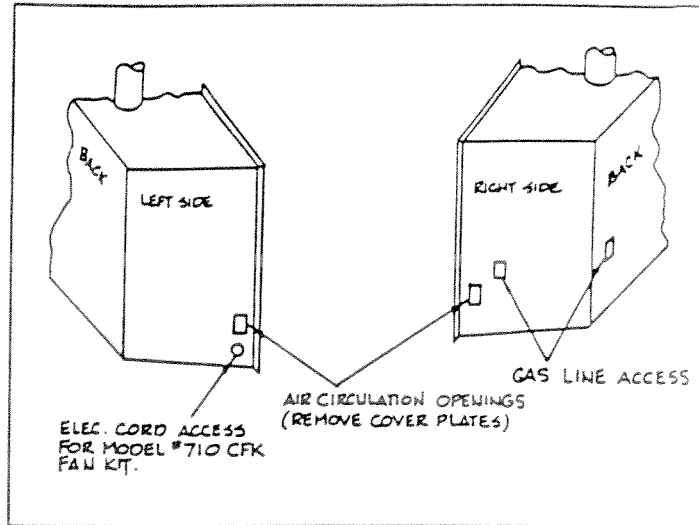 BACK
LEFT SIDE
RIGHT SIDE
BACK
GAS LINE ACCESS
AIR CIRCULATION OPENINGS
(REMOVE COVER PLATES)
ELEC. CORD ACCESS
FOR MODEL #710 CFK
FAN KIT.